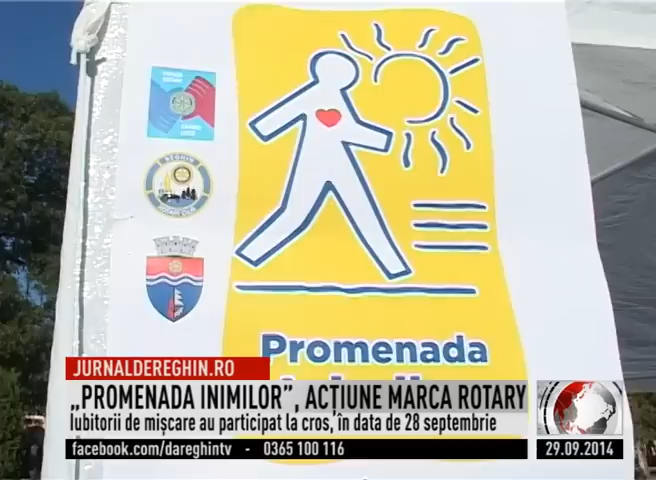 REGHIN
Promenada
JURNALDEREGHIN.RO
„PROMENADA INIMILOR”, ACȚIUNE MARCA ROTARY
Iubitorii de mișcare au participat la cros, în data de 28 septembrie
facebook.com/dareghintv - 0365 100 116
29.09.2014